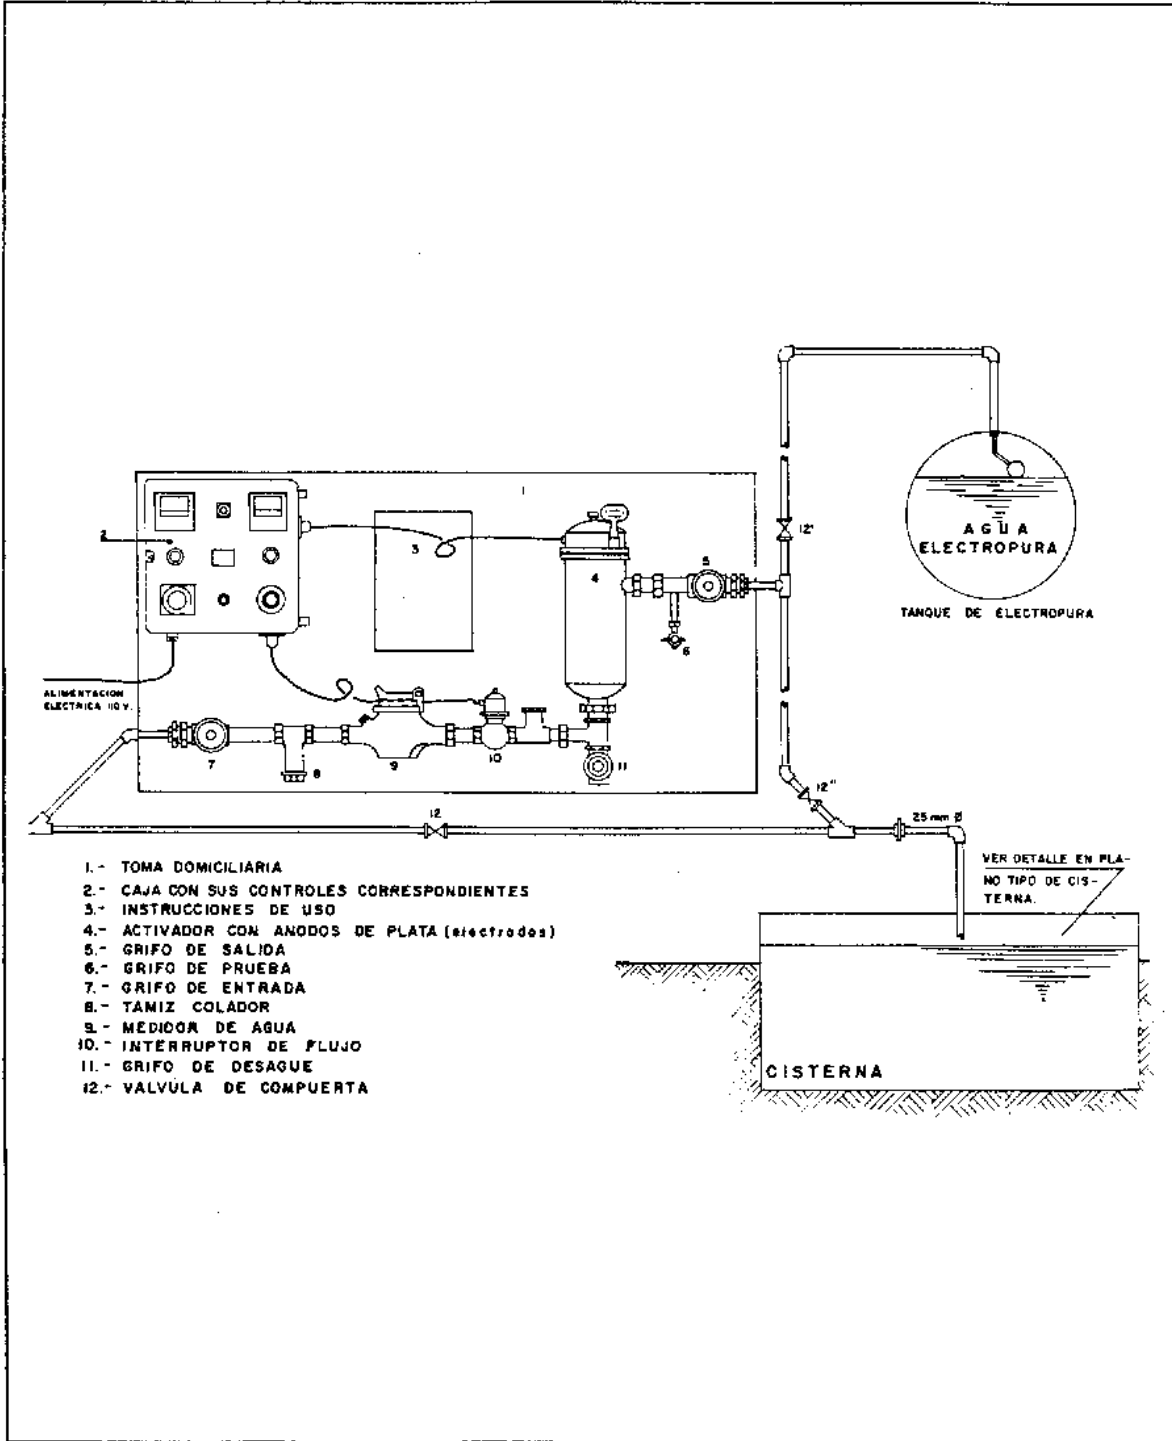 1
2
3
4
5
6
7
8
9
10
11
12
12'
12"
AGUA
ELECTROPURA
TANQUE DE ELECTROPURA
ALIMENTACION
ELECTRICA 110 V.
25 mm Ø
VER DETALLE EN PLA-
NO TIPO DE CIS-
TERNA.
CISTERNA
1.- TOMA DOMICILIARIA
2.- CAJA CON SUS CONTROLES CORRESPONDIENTES
3.- INSTRUCCIONES DE USO
4.- ACTIVADOR CON ANODOS DE PLATA (electrodos)
5.- GRIFO DE SALIDA
6.- GRIFO DE PRUEBA
7.- GRIFO DE ENTRADA
8.- TAMIZ COLADOR
9.- MEDIDOR DE AGUA
10.- INTERRUPTOR DE FLUJO
11.- GRIFO DE DESAGUE
12.- VALVÚLA DE COMPUERTA